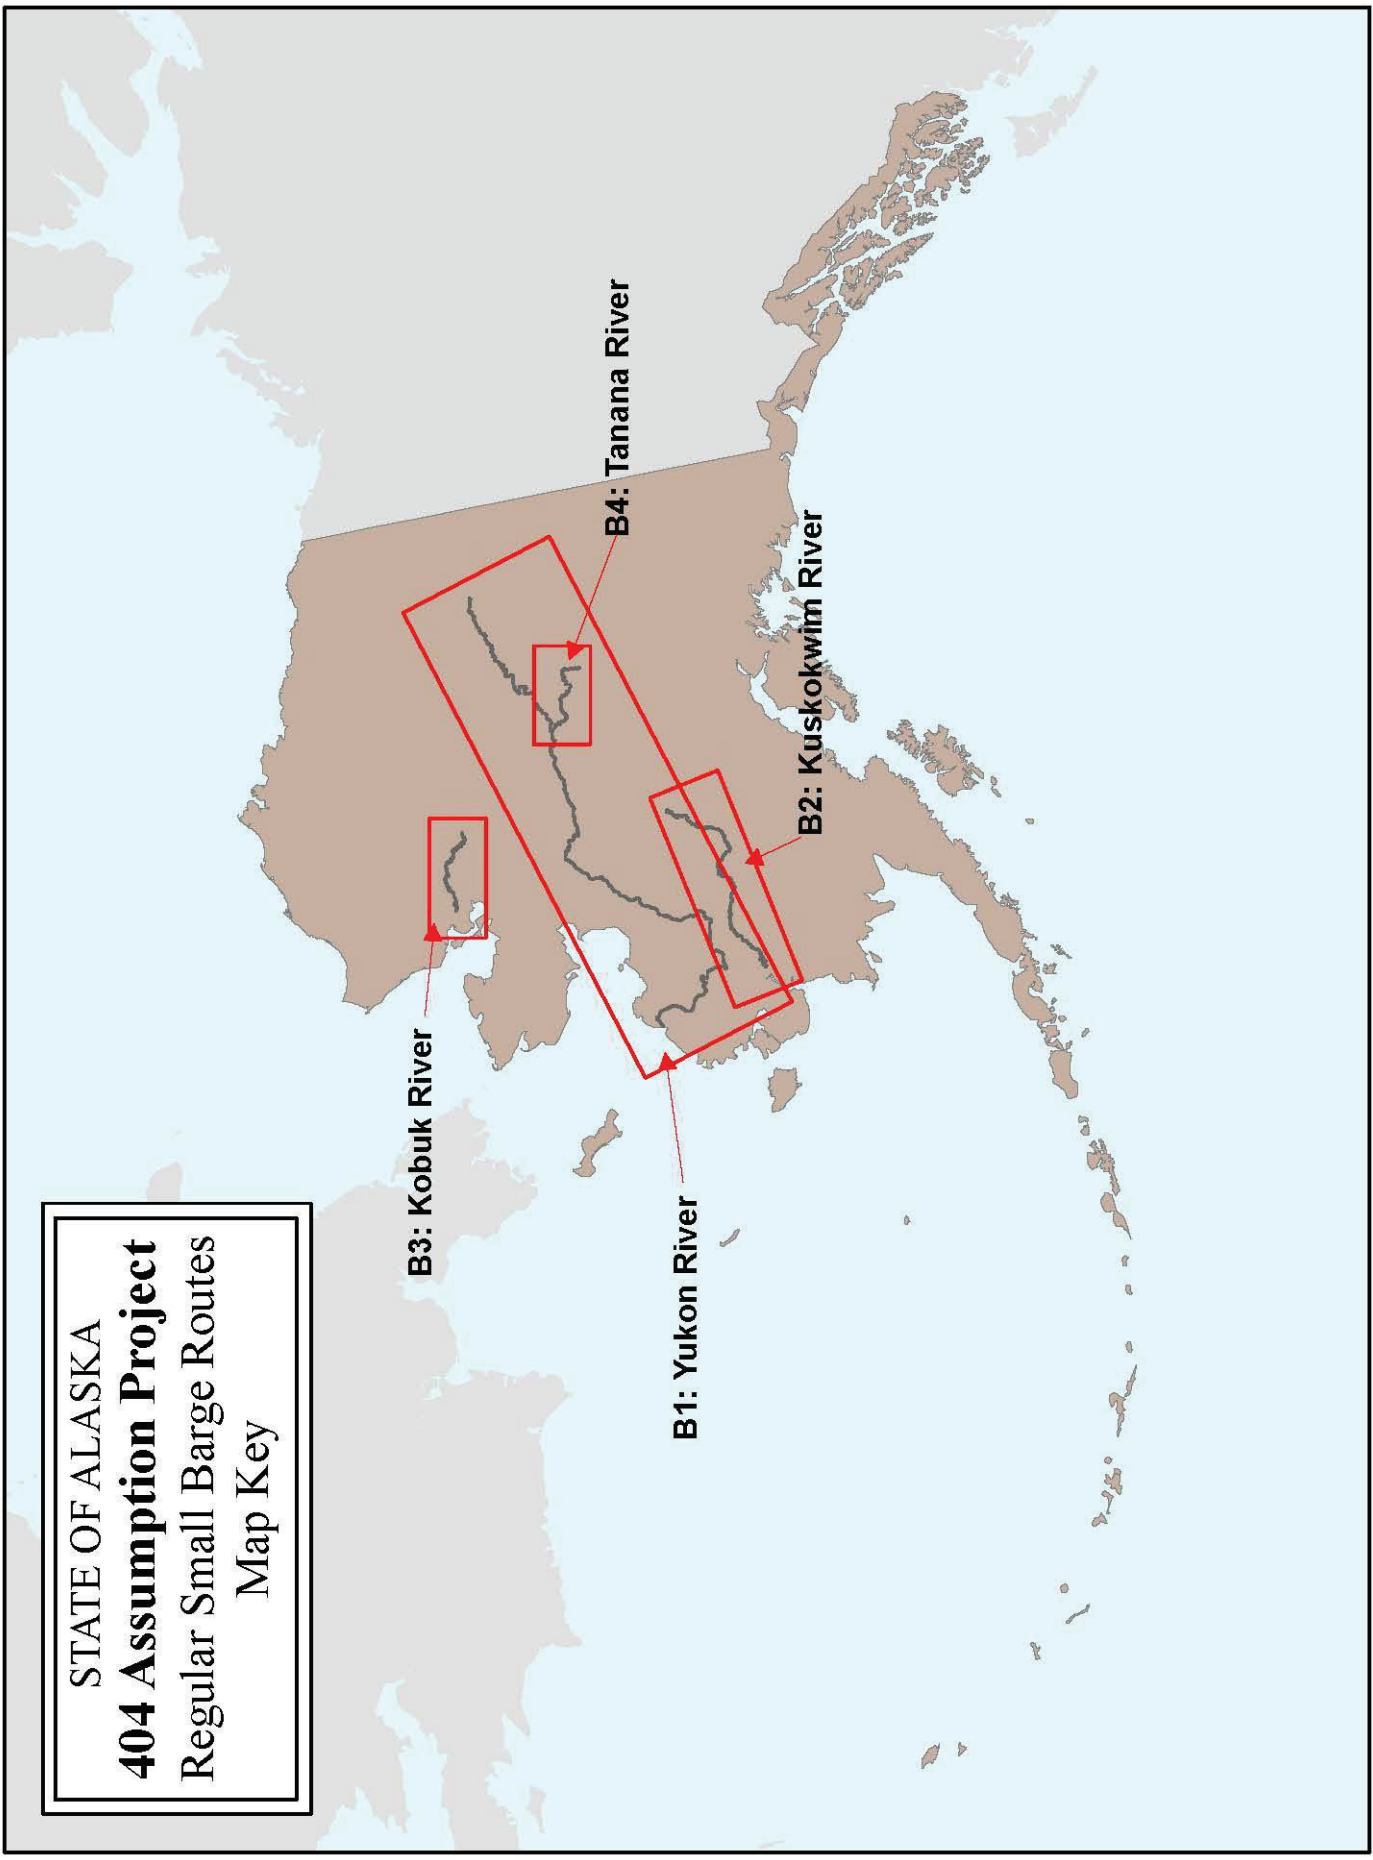 STATE OF ALASKA
404 Assumption Project
Regular Small Barge Routes
Map Key
B3: Kobuk River
B1: Yukon River
B4: Tanana River
B2: Kuskokwim River